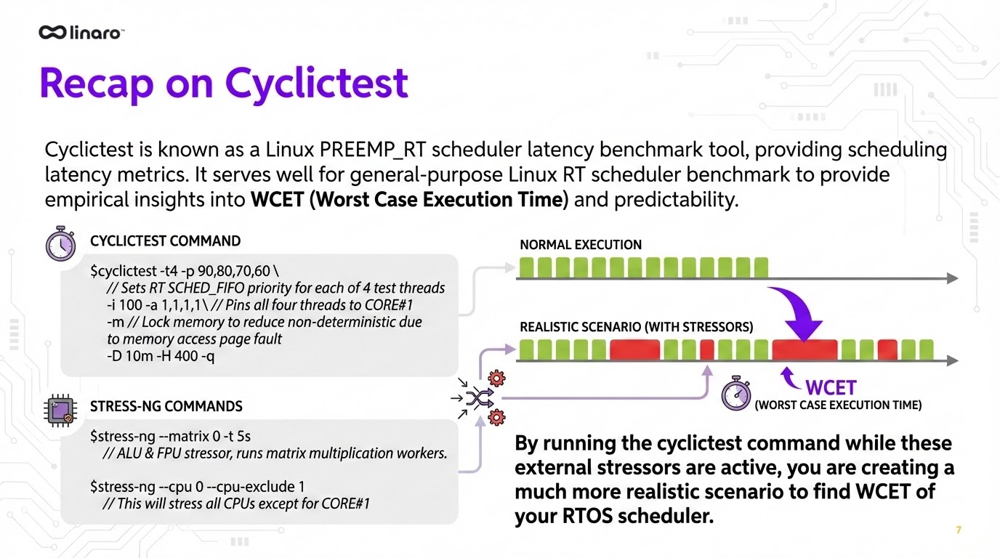 linaro™
Recap on Cyclictest
Cyclictest is known as a Linux PREEMP_RT scheduler latency benchmark tool, providing scheduling
latency metrics. It serves well for general-purpose Linux RT scheduler benchmark to provide
empirical insights into WCET (Worst Case Execution Time) and predictability.
CYCLICTEST COMMAND
$cyclictest -t4 -p 90,80,70,60 \
// Sets RT SCHED_FIFO priority for each of 4 test threads
-i 100 -a 1,1,1,1\ // Pins all four threads to CORE#1
-m // Lock memory to reduce non-deterministic due
to memory access page fault
-D 10m -H 400 -q
STRESS-NG COMMANDS
$stress-ng --matrix 0 -t 5s
// ALU & FPU stressor, runs matrix multiplication workers.
$stress-ng --cpu 0 --cpu-exclude 1
// This will stress all CPUs except for CORE#1
NORMAL EXECUTION
REALISTIC SCENARIO (WITH STRESSORS)
WCET
(WORST CASE EXECUTION TIME)
By running the cyclictest command while these
external stressors are active, you are creating a
much more realistic scenario to find WCET of
your RTOS scheduler.
7